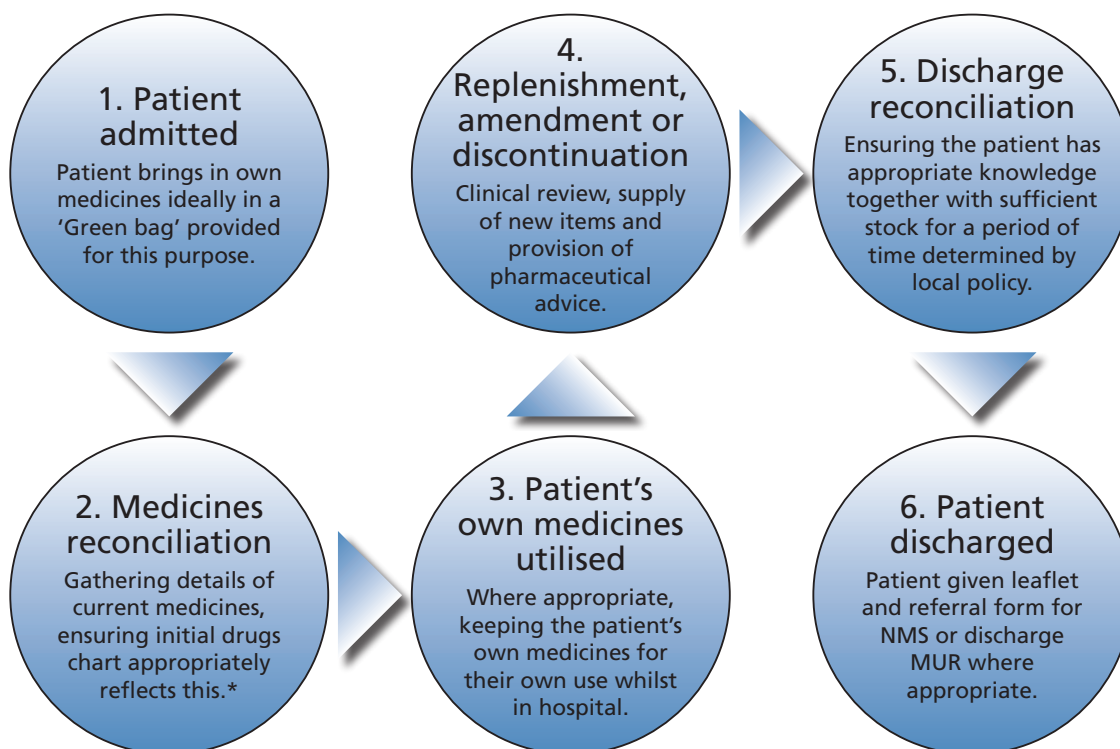 1. Patient
admitted
Patient brings in own
medicines ideally in a
‘Green bag’ provided
for this purpose.
2. Medicines
reconciliation
Gathering details of
current medicines,
ensuring initial drugs
chart appropriately
reflects this.*
3. Patient’s
own medicines
utilised
Where appropriate,
keeping the patient’s
own medicines for
their own use whilst
in hospital.
4.
Replenishment,
amendment or
discontinuation
Clinical review, supply
of new items and
provision of
pharmaceutical
advice.
5. Discharge
reconciliation
Ensuring the patient has
appropriate knowledge
together with sufficient
stock for a period of
time determined by
local policy.
6. Patient
discharged
Patient given leaflet
and referral form for
NMS or discharge
MUR where
appropriate.